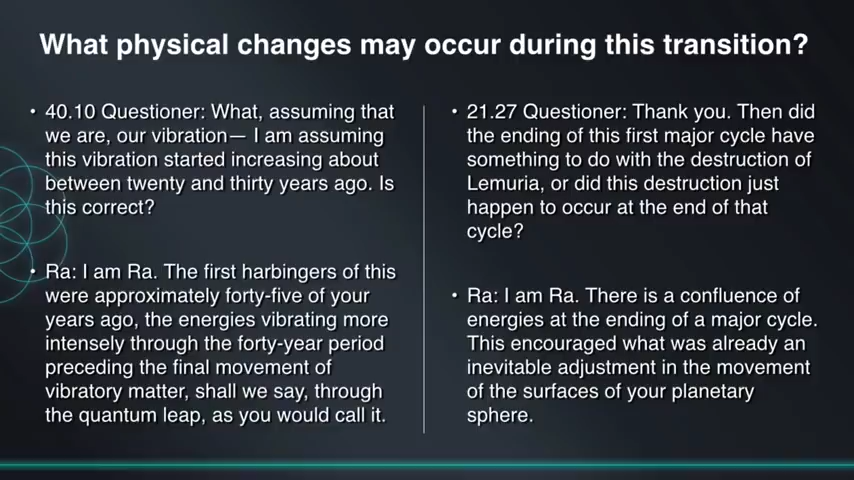 What physical changes may occur during this transition?
• 40.10 Questioner: What, assuming that
we are, our vibration— I am assuming
this vibration started increasing about
between twenty and thirty years ago. Is
this correct?
• Ra: I am Ra. The first harbingers of this
were approximately forty-five of your
years ago, the energies vibrating more
intensely through the forty-year period
preceding the final movement of
vibratory matter, shall we say, through
the quantum leap, as you would call it.
• 21.27 Questioner: Thank you. Then did
the ending of this first major cycle have
something to do with the destruction of
Lemuria, or did this destruction just
happen to occur at the end of that
cycle?
• Ra: I am Ra. There is a confluence of
energies at the ending of a major cycle.
This encouraged what was already an
inevitable adjustment in the movement
of the surfaces of your planetary
sphere.